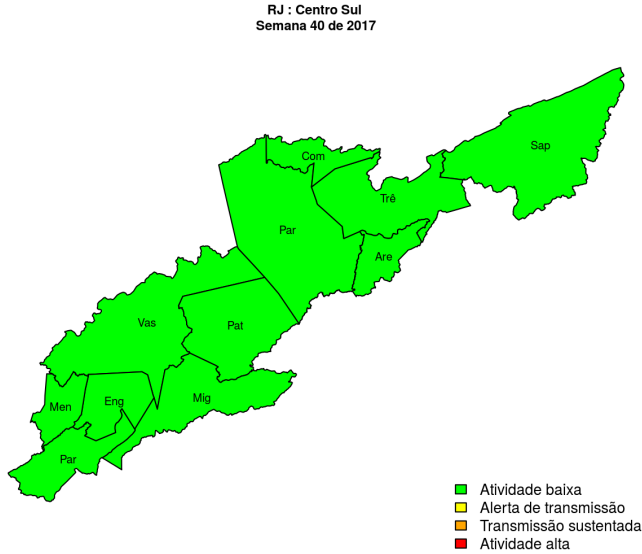 RJ : Centro Sul
Semana 40 de 2017
Sap
Com
Trê
Par
Are
Vas
Pat
Mig
Men
Eng
Par
Atividade baixa
Alerta de transmissão
Transmissão sustentada
Atividade alta